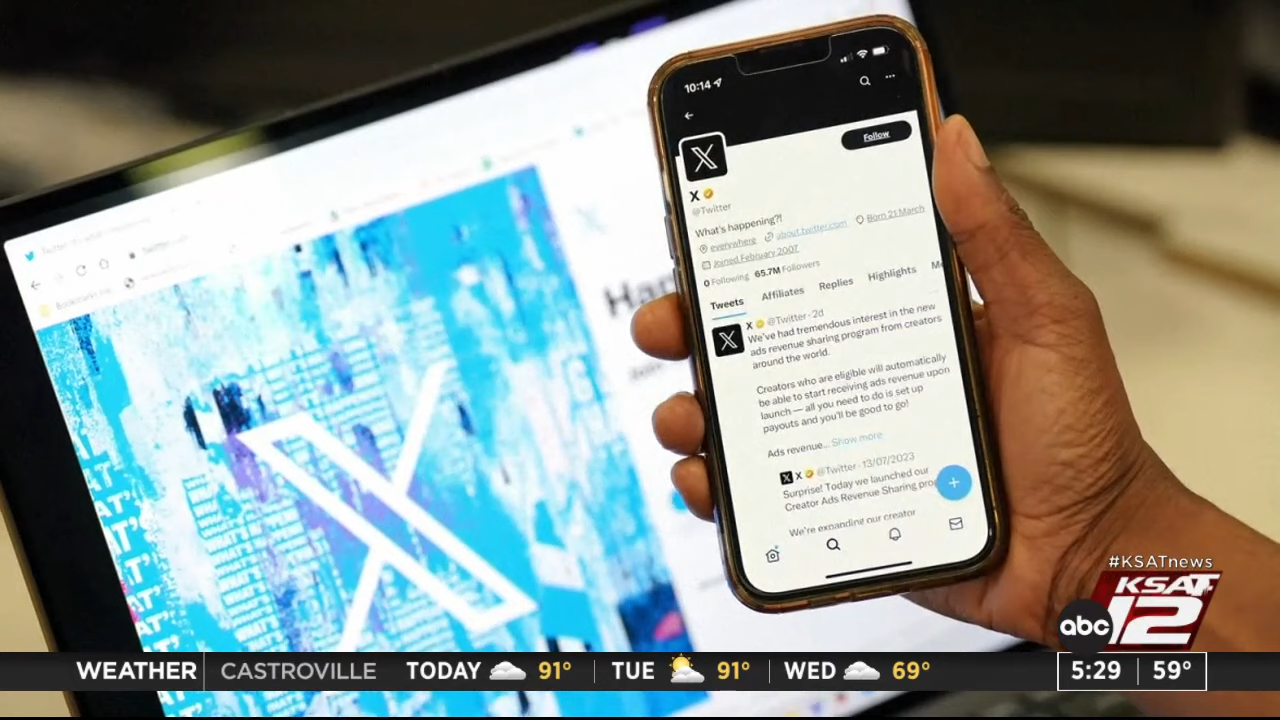 10:14
Follow
X
@Twitter
What's happening?!
everywhere about.twitter.com Born 21 March
Joined February 2007
0 Following 65.7M Followers
Tweets Affiliates Replies Highlights
X @Twitter · 2d
We've had tremendous interest in the new
ads revenue sharing program from creators
around the world.
Creators who are eligible will automatically
be able to start receiving ads revenue upon
launch — all you need to do is set up
payouts and you'll be good to go!
Ads revenue... Show more
X @Twitter · 13/07/2023
Surprise! Today we launched our
Creator Ads Revenue Sharing
We're expanding our creator
WHAT'S
WHAT'S
WHAT'S
#KSATnews
KSAT
abc 12
WEATHER CASTROVILLE TODAY 91° TUE 91° WED 69° 5:29 59°